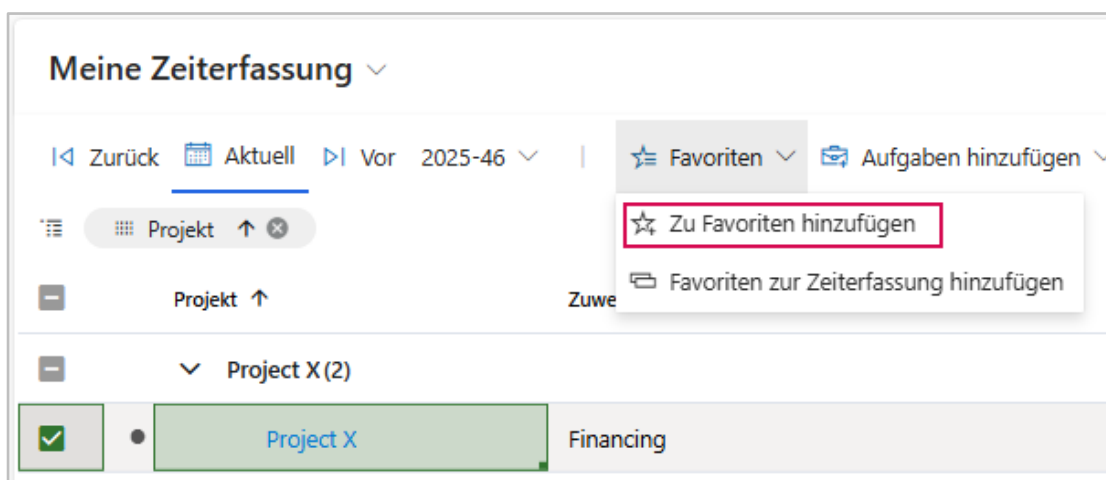 Meine Zeiterfassung
Zurück Aktuell Vor 2025-46 Favoriten Aufgaben hinzufügen
Zu Favoriten hinzufügen
Projekt
Favoriten zur Zeiterfassung hinzufügen
Projekt Zuwe
Project X (2)
Project X Financing